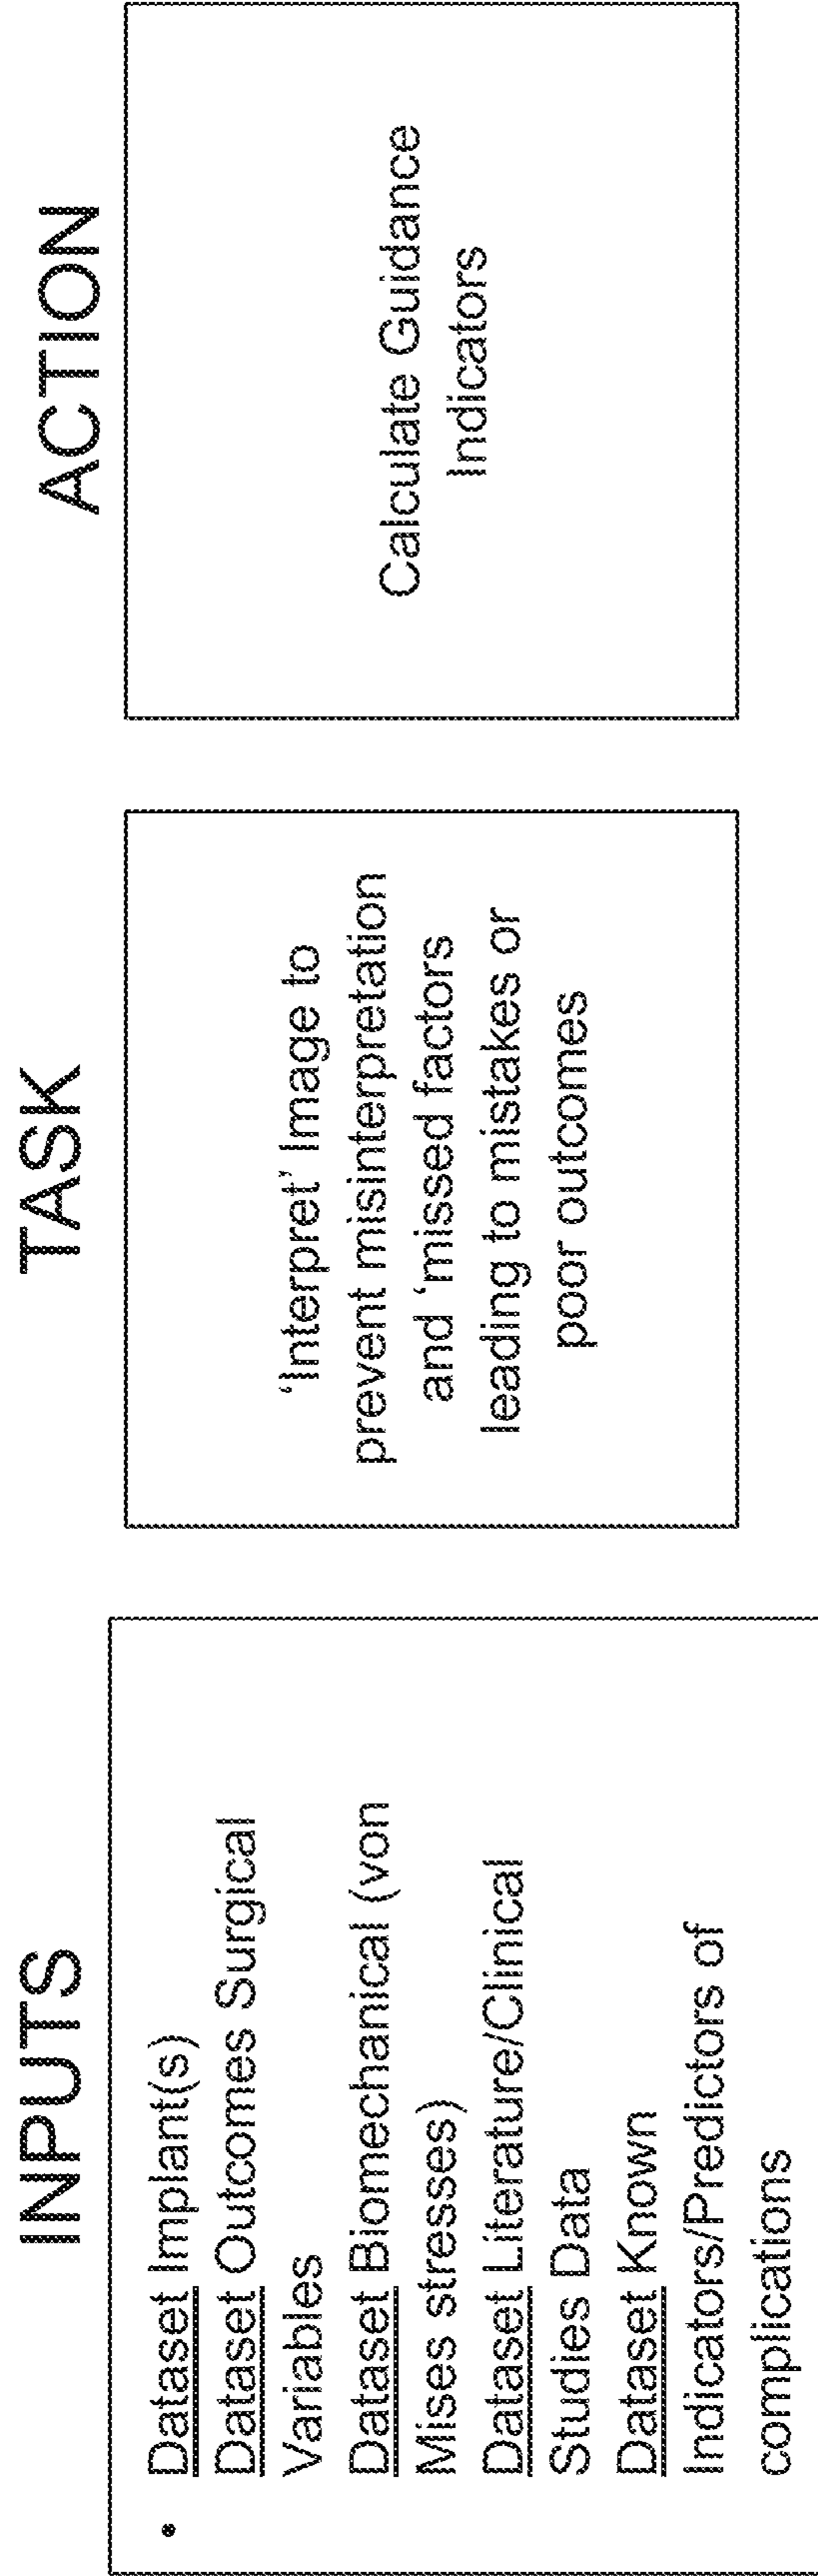 INPUTS
• Dataset Implant(s)
Dataset Outcomes Surgical
Variables
Dataset Biomechanical (von
Mises stresses)
Dataset Literature/Clinical
Studies Data
Dataset Known
Indicators/Predictors of
complications
TASK
‘Interpret’ Image to
prevent misinterpretation
and ‘missed factors
leading to mistakes or
poor outcomes
ACTION
Calculate Guidance
Indicators